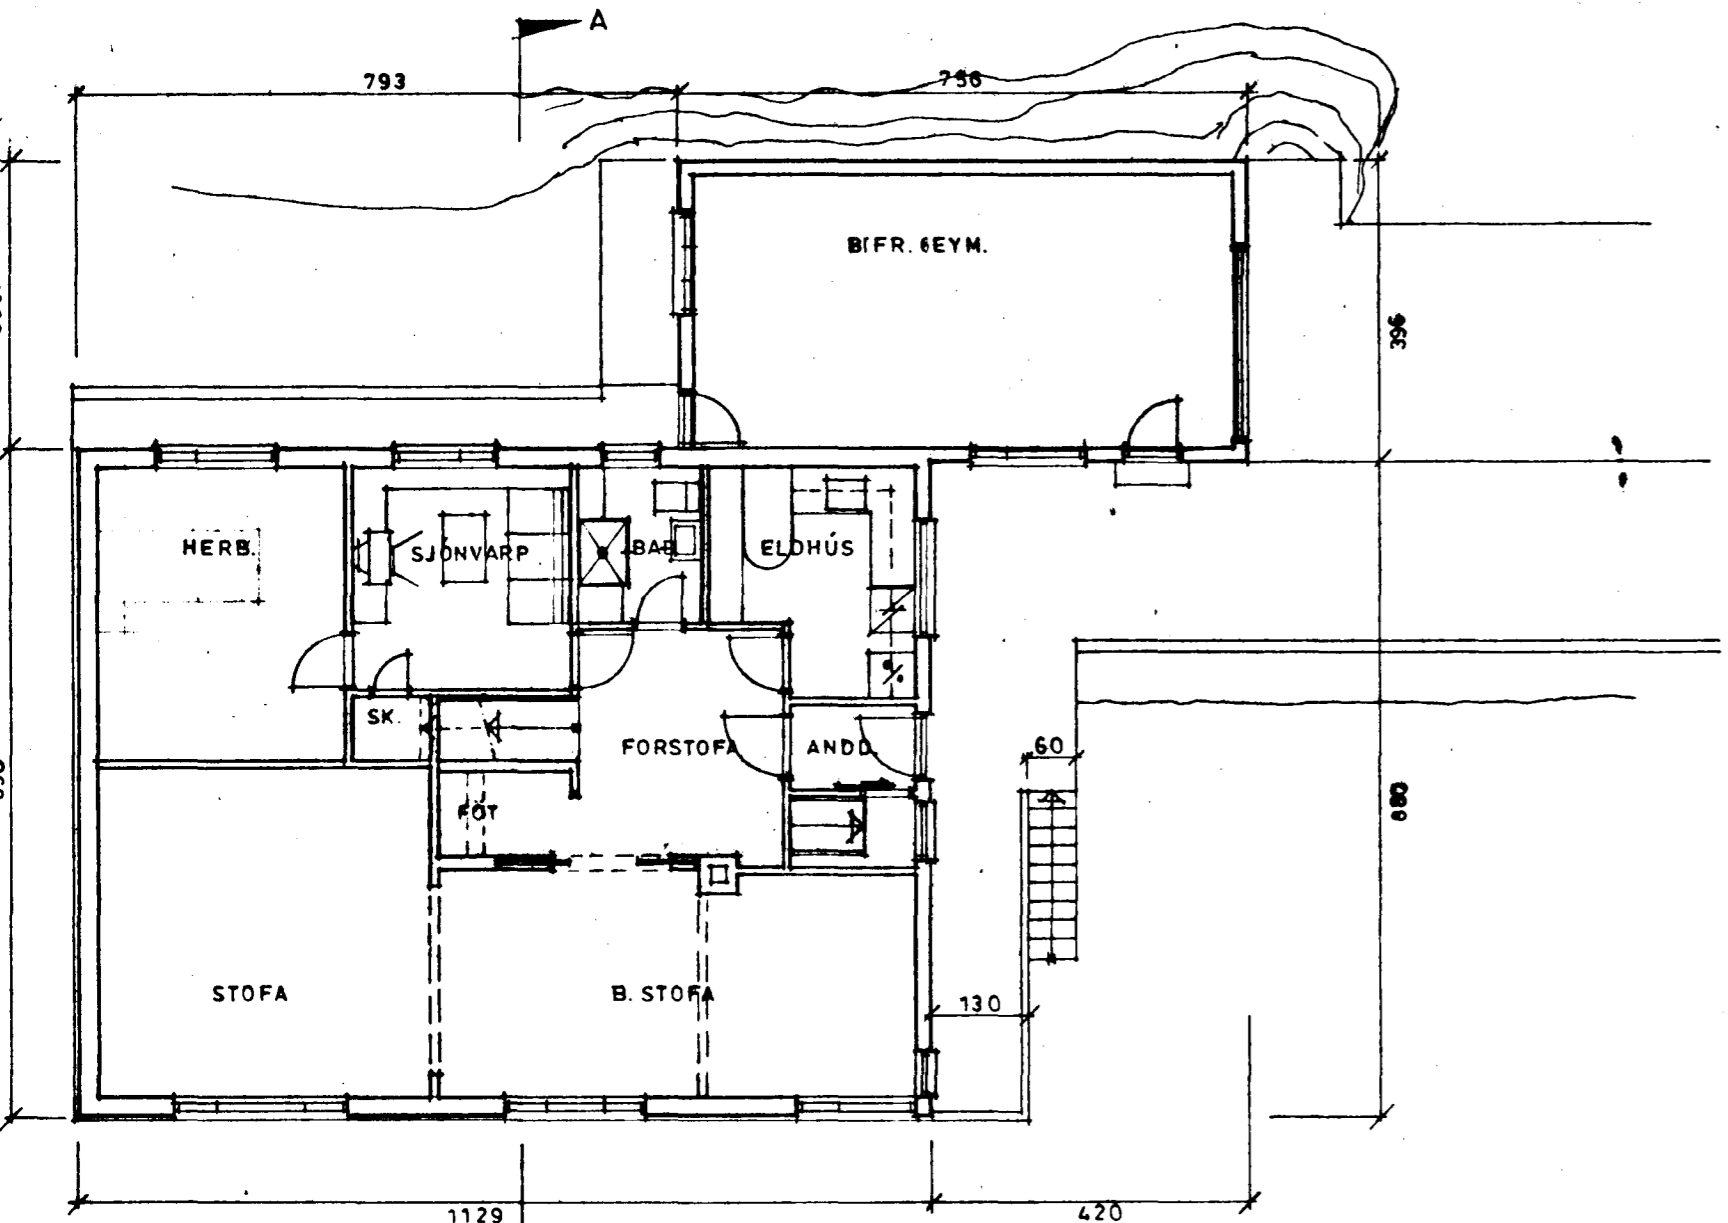 A
793
756
BIFR. GEYM.
396
HERB.
SJÓNVARP
BAÐ
ELDHÚS
SK.
FORSTOFA
ANDD.
60
FÖT
880
STOFA
B. STOFA
130
1129
420